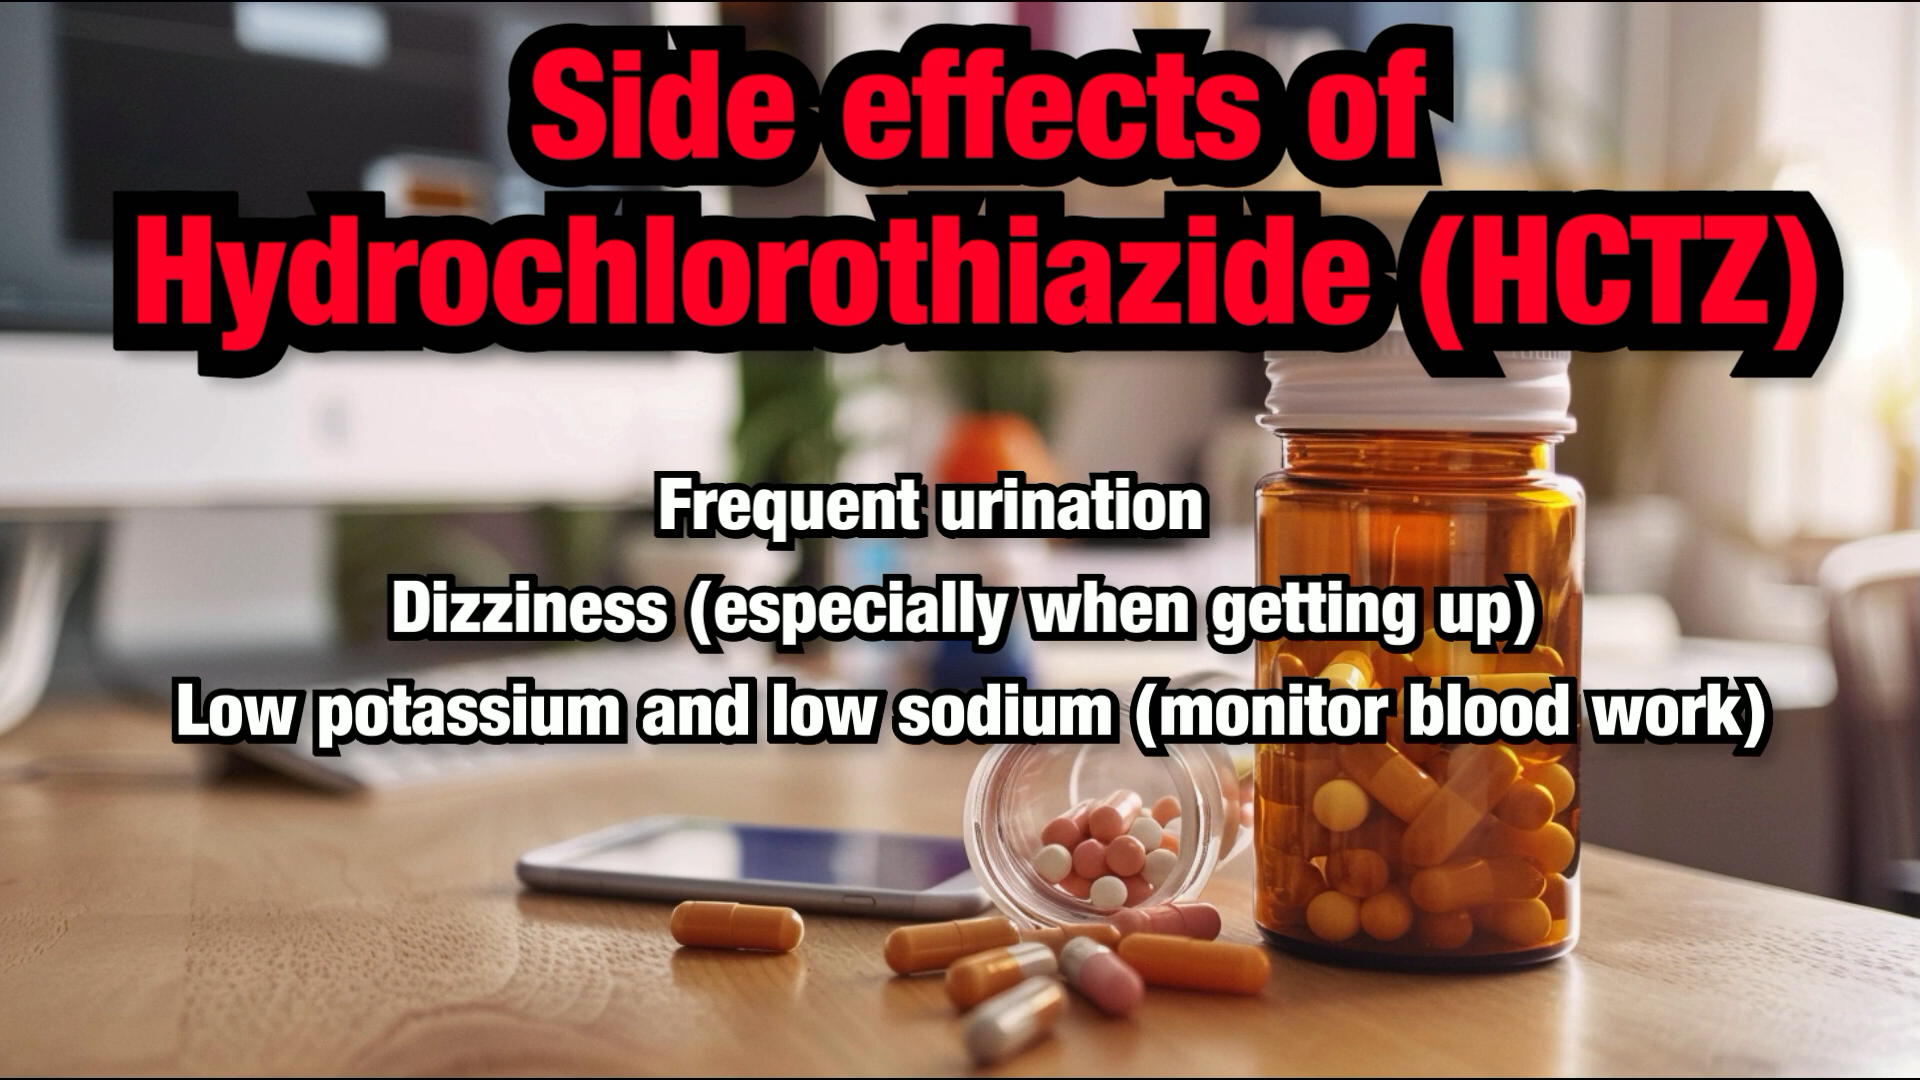 Side effects of
Hydrochlorothiazide (HCTZ)
Frequent urination
Dizziness (especially when getting up)
Low potassium and low sodium (monitor blood work)